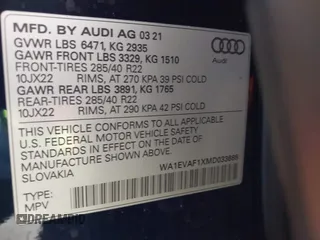 MFD. BY AUDI AG 03 21
GVWR LBS 6471, KG 2935
GAWR FRONT LBS 3329, KG 1510
FRONT-TIRES 285/40 R22
10JX22 RIMS, AT 270 KPA 39 PSI COLD
GAWR REAR LBS 3891, KG 1765
REAR-TIRES 285/40 R22
10JX22 RIMS, AT 290 KPA 42 PSI COLD
Audi
THIS VEHICLE CONFORMS TO ALL APPLICABLE
U.S. FEDERAL MOTOR VEHICLE SAFETY
STANDARDS IN EFFECT ON THE DATE OF
MANUFACTURE SHOWN ABOVE.
SLOVAKIA
TYPE:
MPV